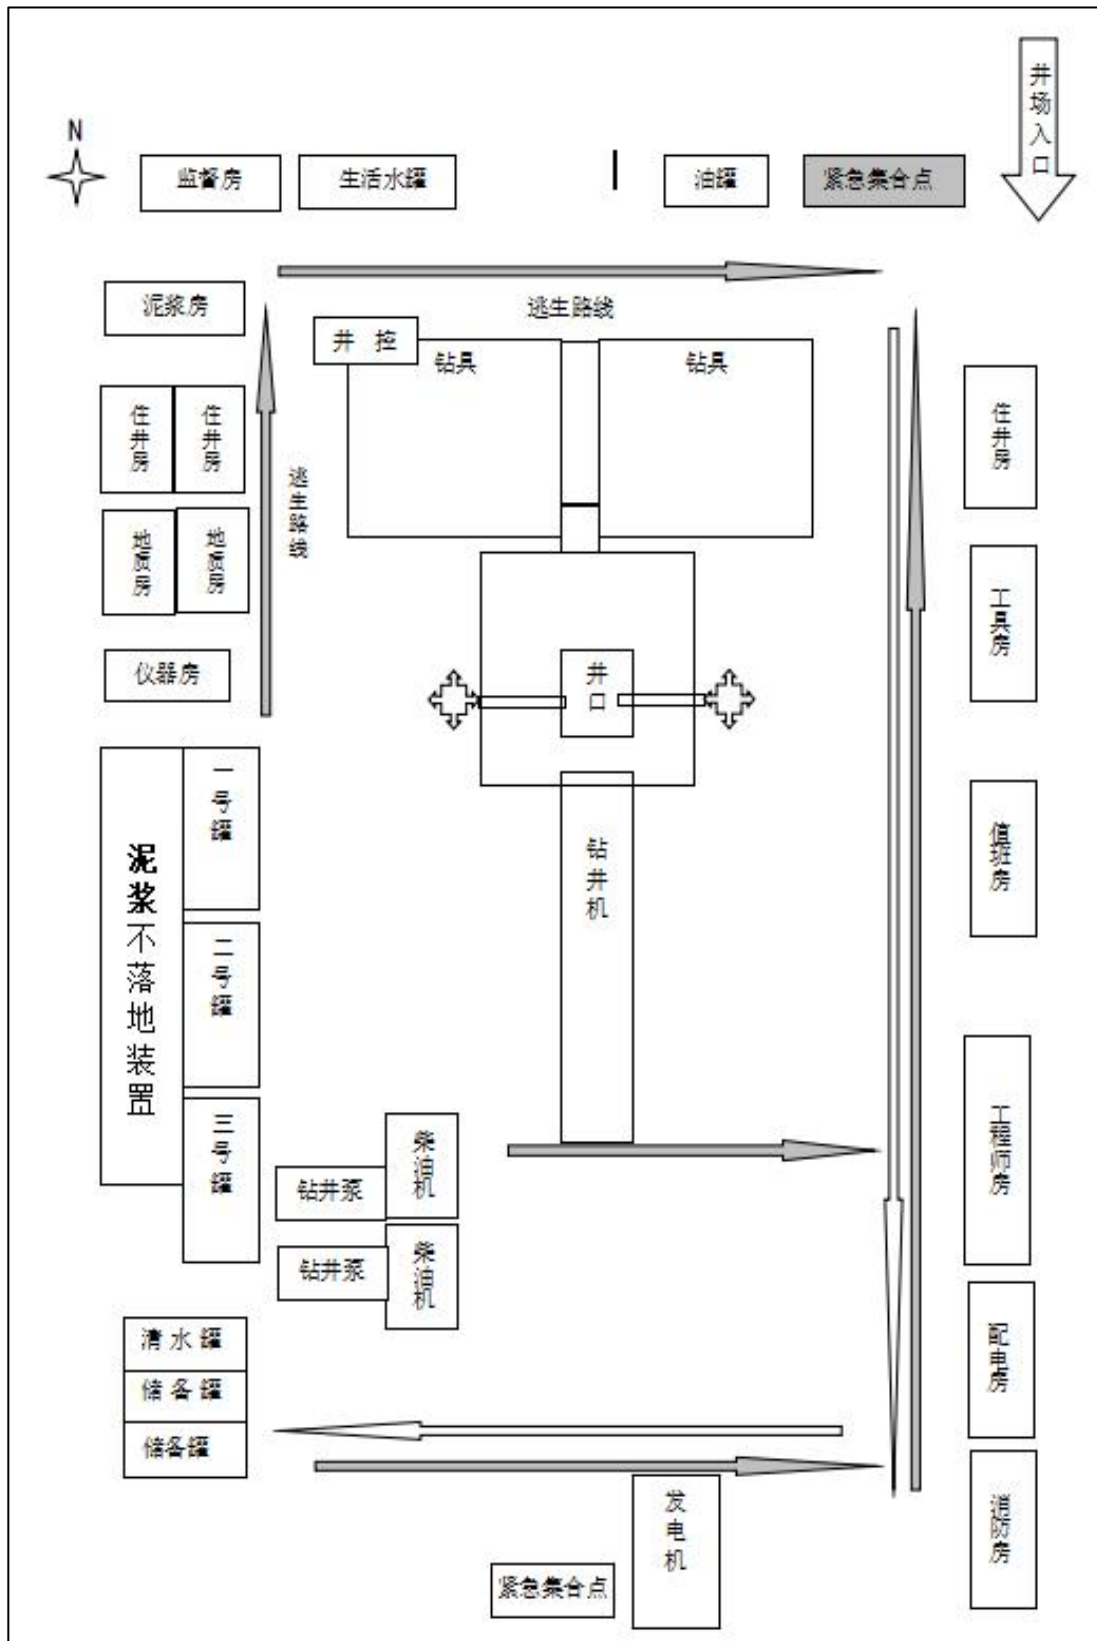 井场入口
N
监督房
生活水罐
油罐
紧急集合点
泥浆房
逃生路线
井 控
钻具
钻具
住井房
住井房
住井房
逃生路线
地质房
地质房
工具房
仪器房
井口
一号罐
值班房
泥浆不落地装置
钻井机
二号罐
三号罐
柴油机
钻井泵
工程师房
柴油机
钻井泵
清水罐
储备罐
储备罐
配电房
发电机
消防房
紧急集合点